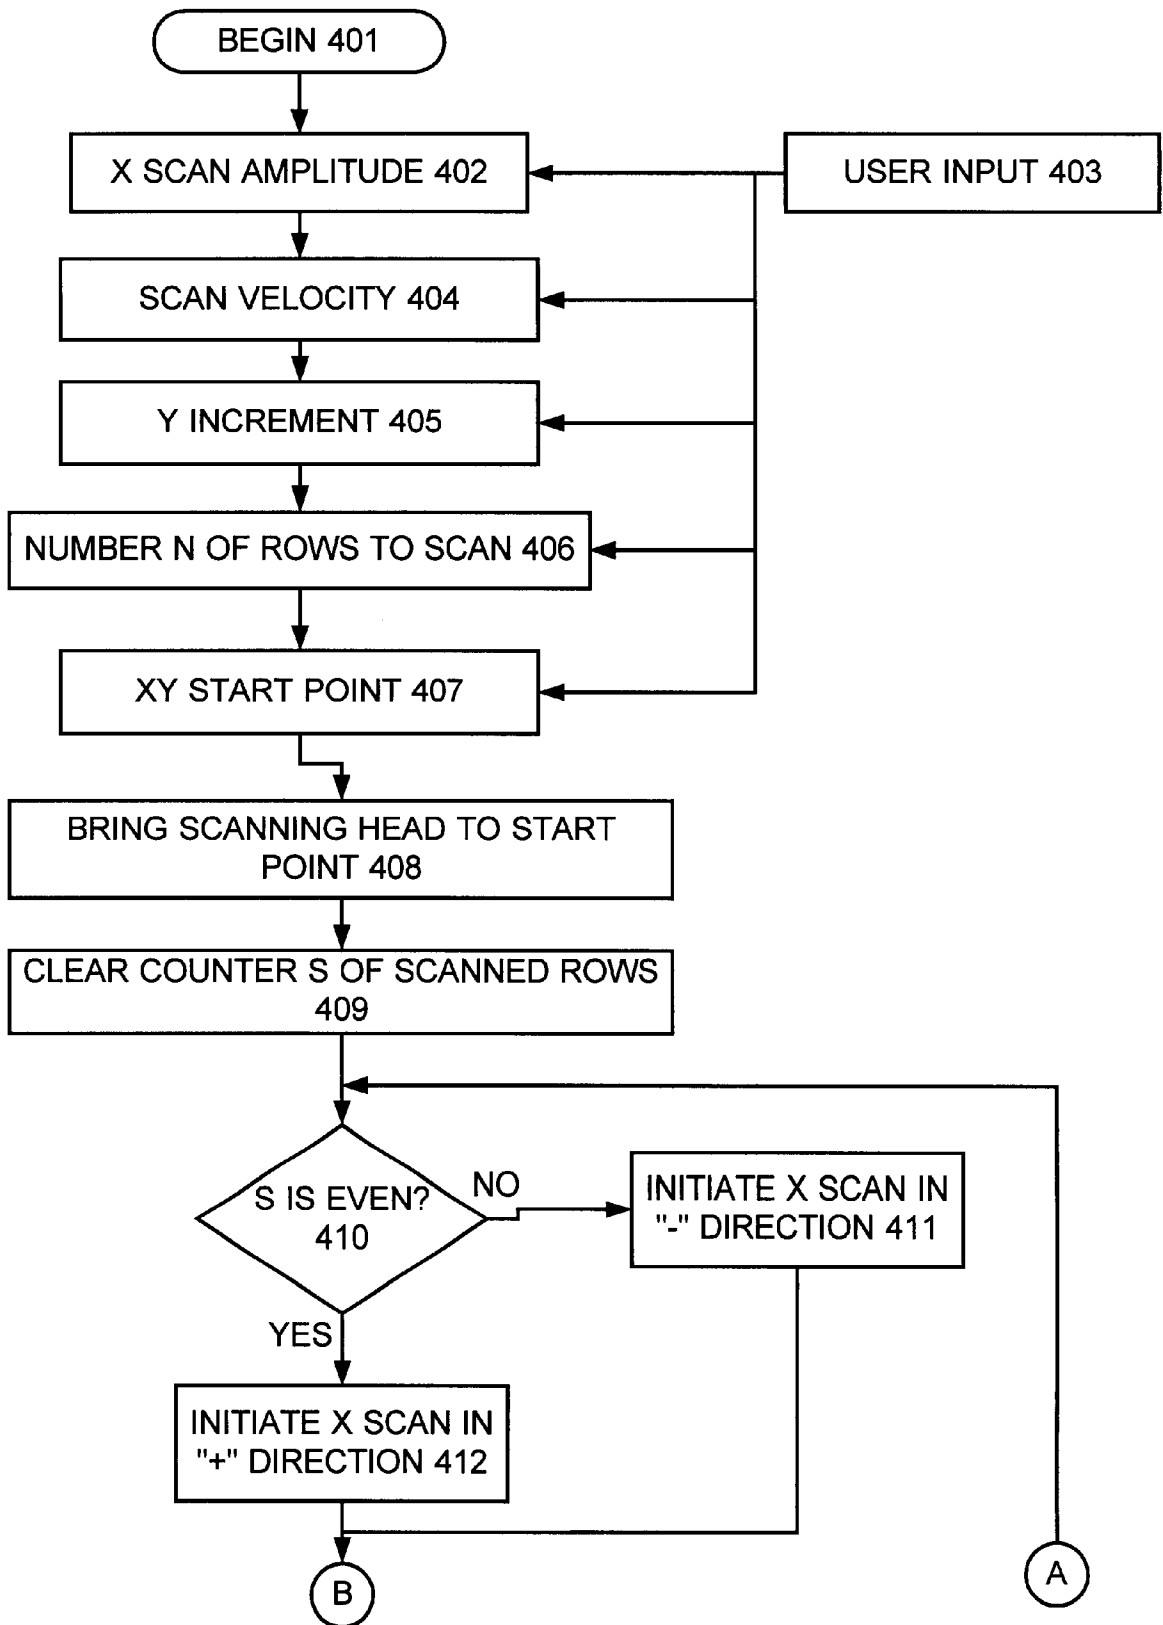 BEGIN 401
X SCAN AMPLITUDE 402
USER INPUT 403
SCAN VELOCITY 404
Y INCREMENT 405
NUMBER N OF ROWS TO SCAN 406
XY START POINT 407
BRING SCANNING HEAD TO START
POINT 408
CLEAR COUNTER S OF SCANNED ROWS
409
S IS EVEN?
410
NO
INITIATE X SCAN IN
"-" DIRECTION 411
YES
INITIATE X SCAN IN
"+" DIRECTION 412
B
A